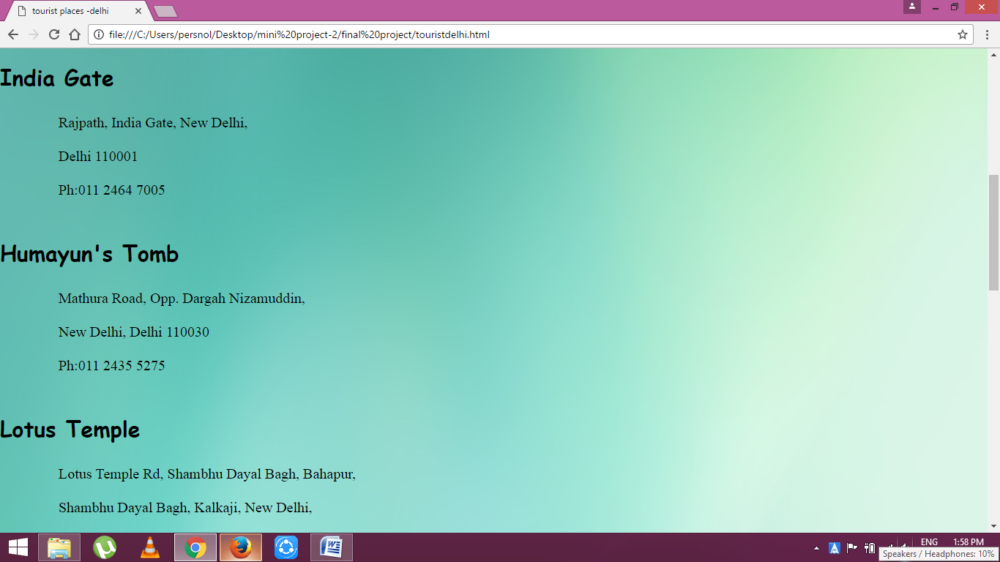 tourist places -delhi
file:///C:/Users/persnol/Desktop/mini%20project-2/final%20project/touristdelhi.html
India Gate
Rajpath, India Gate, New Delhi,
Delhi 110001
Ph:011 2464 7005
Humayun's Tomb
Mathura Road, Opp. Dargah Nizamuddin,
New Delhi, Delhi 110030
Ph:011 2435 5275
Lotus Temple
Lotus Temple Rd, Shambhu Dayal Bagh, Bahapur,
Shambhu Dayal Bagh, Kalkaji, New Delhi,
ENG
1:58 PM
Speakers / Headphones: 10%